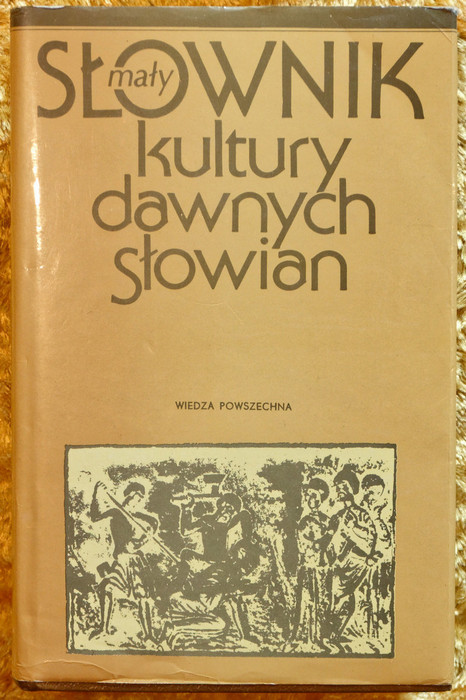 mały
SŁOWNIK
kultury
dawnych
słowian
WIEDZA POWSZECHNA